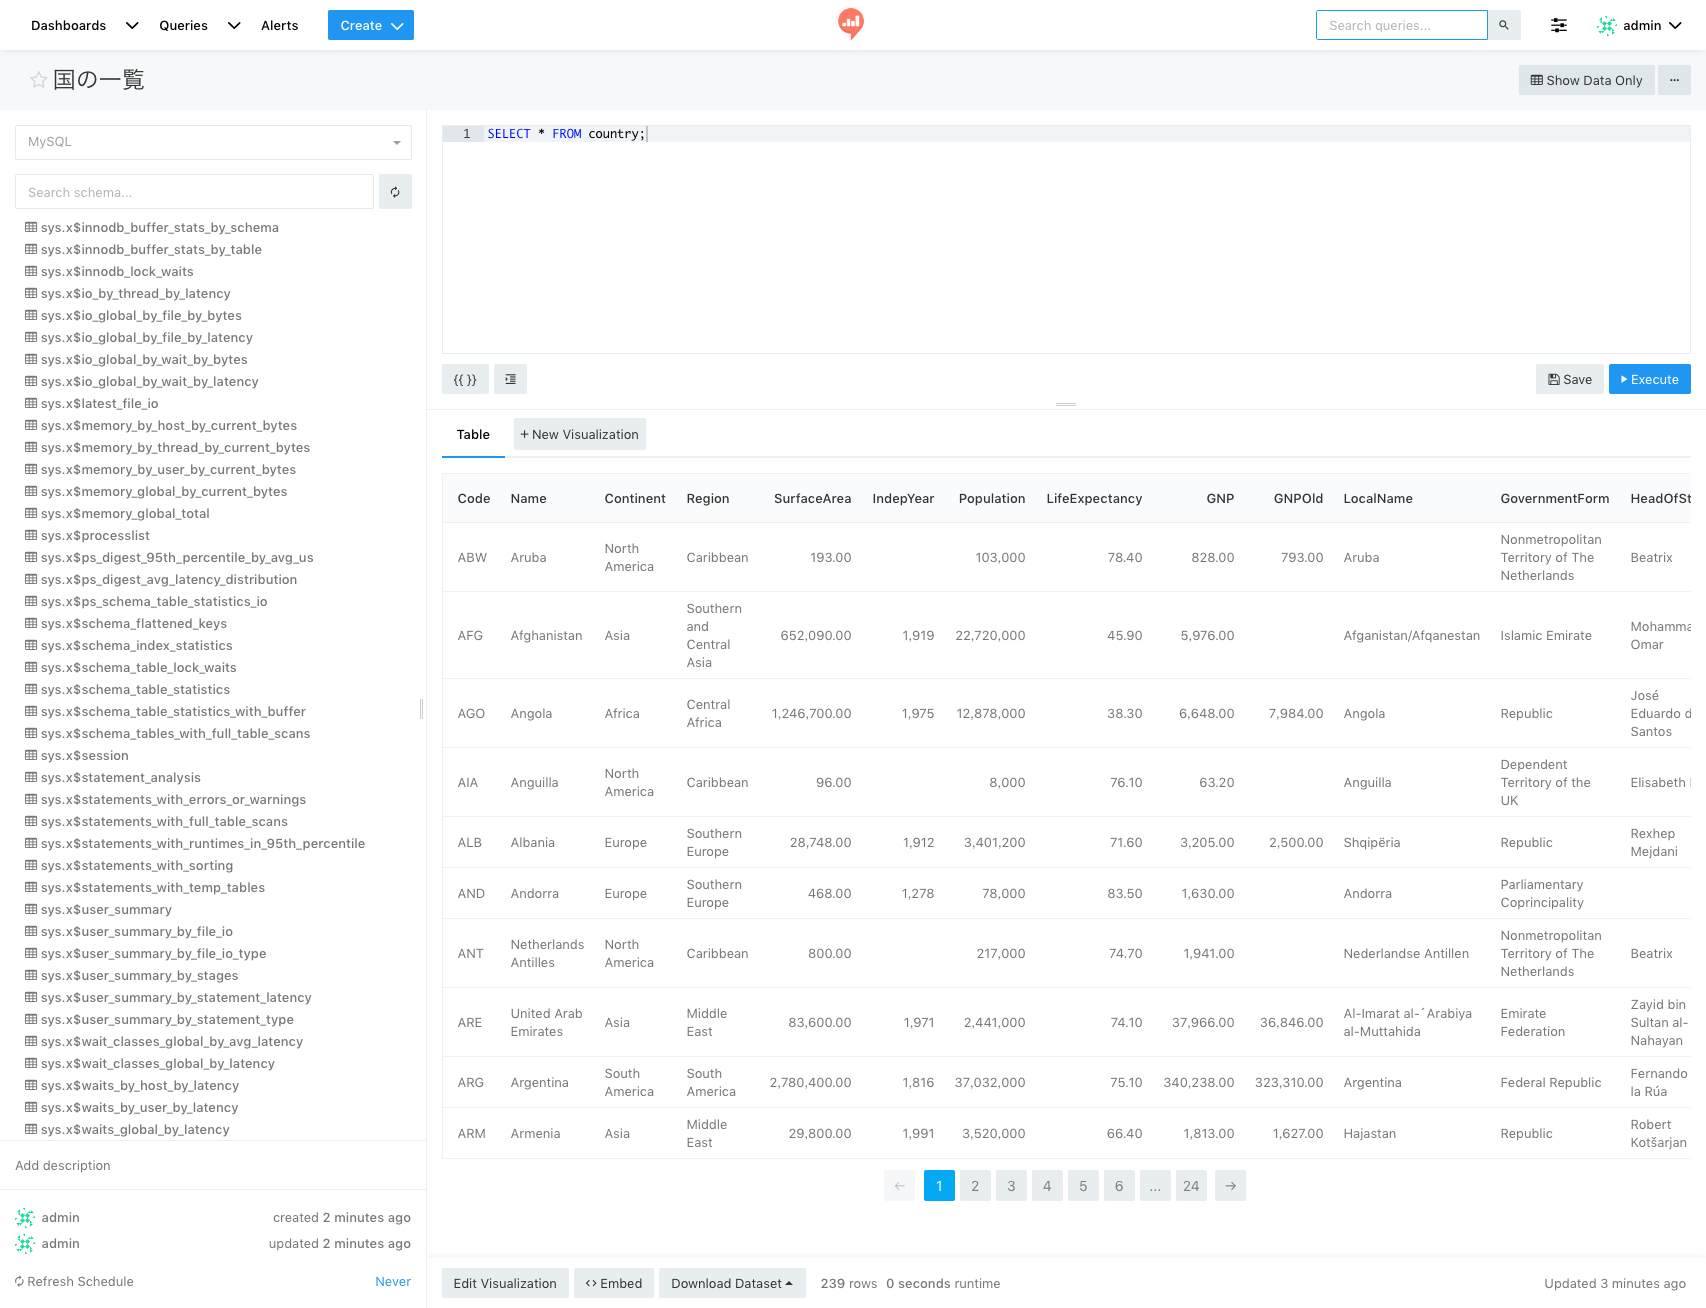 Dashboards Queries Alerts Create Search queries... admin
国の一覧 Show Data Only ...
MySQL
Search schema...
sys.x$innodb_buffer_stats_by_schema
sys.x$innodb_buffer_stats_by_table
sys.x$innodb_lock_waits
sys.x$io_by_thread_by_latency
sys.x$io_global_by_file_by_bytes
sys.x$io_global_by_file_by_latency
sys.x$io_global_by_wait_by_bytes
sys.x$io_global_by_wait_by_latency
sys.x$latest_file_io
sys.x$memory_by_host_by_current_bytes
sys.x$memory_by_thread_by_current_bytes
sys.x$memory_by_user_by_current_bytes
sys.x$memory_global_by_current_bytes
sys.x$memory_global_total
sys.x$processlist
sys.x$ps_digest_95th_percentile_by_avg_us
sys.x$ps_digest_avg_latency_distribution
sys.x$ps_schema_table_statistics_io
sys.x$schema_flattened_keys
sys.x$schema_index_statistics
sys.x$schema_table_lock_waits
sys.x$schema_table_statistics
sys.x$schema_table_statistics_with_buffer
sys.x$schema_tables_with_full_table_scans
sys.x$session
sys.x$statement_analysis
sys.x$statements_with_errors_or_warnings
sys.x$statements_with_full_table_scans
sys.x$statements_with_runtimes_in_95th_percentile
sys.x$statements_with_sorting
sys.x$statements_with_temp_tables
sys.x$user_summary
sys.x$user_summary_by_file_io
sys.x$user_summary_by_file_io_type
sys.x$user_summary_by_stages
sys.x$user_summary_by_statement_latency
sys.x$user_summary_by_statement_type
sys.x$wait_classes_global_by_avg_latency
sys.x$wait_classes_global_by_latency
sys.x$waits_by_host_by_latency
sys.x$waits_by_user_by_latency
sys.x$waits_global_by_latency
Add description
admin created 2 minutes ago
admin updated 2 minutes ago
Refresh Schedule Never
1 SELECT * FROM country;
{{ }} Save Execute
Table + New Visualization
Code Name Continent Region SurfaceArea IndepYear Population LifeExpectancy GNP GNPOld LocalName GovernmentForm HeadOfSt
ABW Aruba North America Caribbean 193.00 103,000 78.40 828.00 793.00 Aruba Nonmetropolitan Territory of The Netherlands Beatrix
AFG Afghanistan Asia Southern and Central Asia 652,090.00 1,919 22,720,000 45.90 5,976.00 Afganistan/Afqanestan Islamic Emirate Mohamma Omar
AGO Angola Africa Central Africa 1,246,700.00 1,975 12,878,000 38.30 6,648.00 7,984.00 Angola Republic José Eduardo d Santos
AIA Anguilla North America Caribbean 96.00 8,000 76.10 63.20 Anguilla Dependent Territory of the UK Elisabeth
ALB Albania Europe Southern Europe 28,748.00 1,912 3,401,200 71.60 3,205.00 2,500.00 Shqipëria Republic Rexhep Mejdani
AND Andorra Europe Southern Europe 468.00 1,278 78,000 83.50 1,630.00 Andorra Parliamentary Coprincipality
ANT Netherlands Antilles North America Caribbean 800.00 217,000 74.70 1,941.00 Nederlandse Antillen Nonmetropolitan Territory of The Netherlands Beatrix
ARE United Arab Emirates Asia Middle East 83,600.00 1,971 2,441,000 74.10 37,966.00 36,846.00 Al-Imarat al-´Arabiya al-Muttahida Emirate Federation Zayid bin Sultan al-Nahayan
ARG Argentina South America South America 2,780,400.00 1,816 37,032,000 75.10 340,238.00 323,310.00 Argentina Federal Republic Fernando la Rúa
ARM Armenia Asia Middle East 29,800.00 1,991 3,520,000 66.40 1,813.00 1,627.00 Hajastan Republic Robert Kotšarjan
← 1 2 3 4 5 6 ... 24 →
Edit Visualization <> Embed Download Dataset 239 rows 0 seconds runtime Updated 3 minutes ago